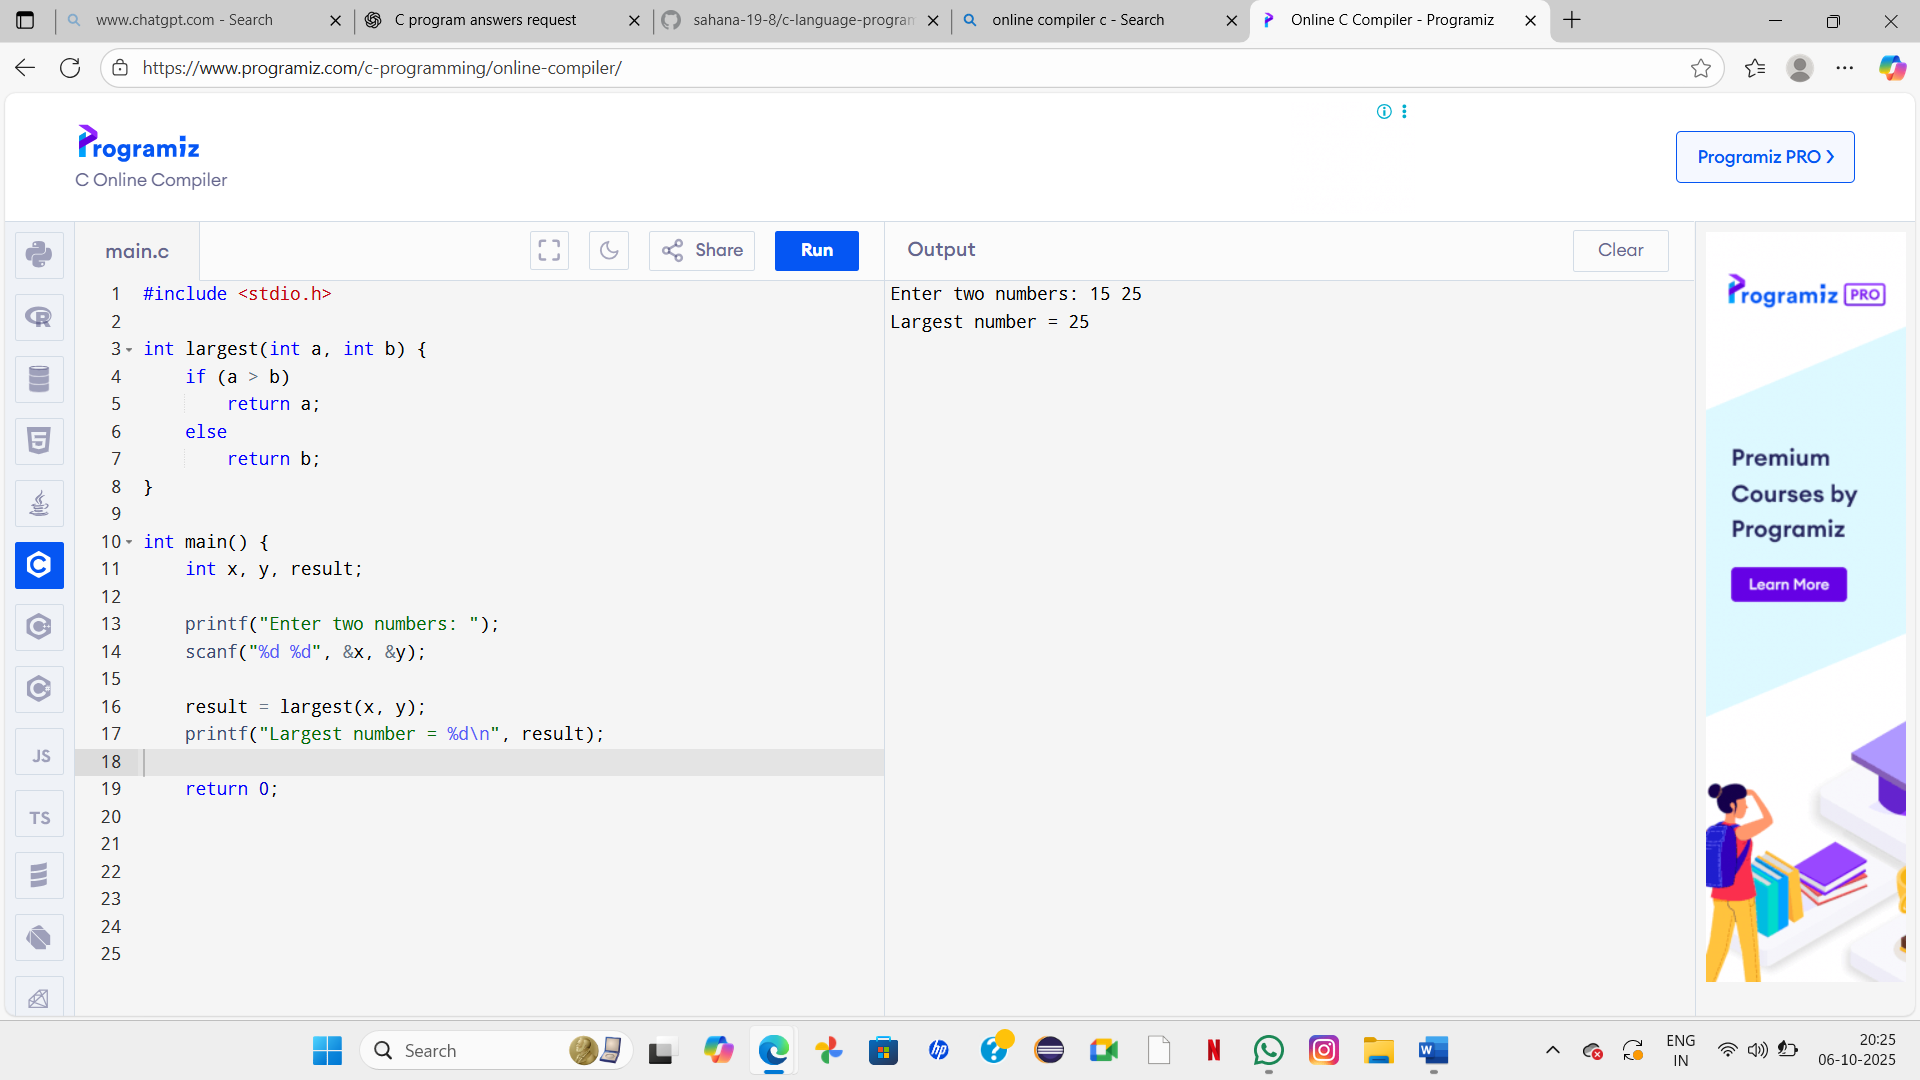 www.chatgpt.com - Search
C program answers request
sahana-19-8/c-language-program
online compiler c - Search
Online C Compiler - Programiz
https://www.programiz.com/c-programming/online-compiler/
Programiz
C Online Compiler
Programiz PRO
main.c
Share
Run
Output
Clear
1 #include <stdio.h>
2
3 int largest(int a, int b) {
4     if (a > b)
5         return a;
6     else
7         return b;
8 }
9
10 int main() {
11     int x, y, result;
12
13     printf("Enter two numbers: ");
14     scanf("%d %d", &x, &y);
15
16     result = largest(x, y);
17     printf("Largest number = %d\n", result);
18
19     return 0;
20
21
22
23
24
25
Enter two numbers: 15 25
Largest number = 25
Programiz PRO
Premium
Courses by
Programiz
Learn More
JS
TS
Search
ENG
IN
20:25
06-10-2025